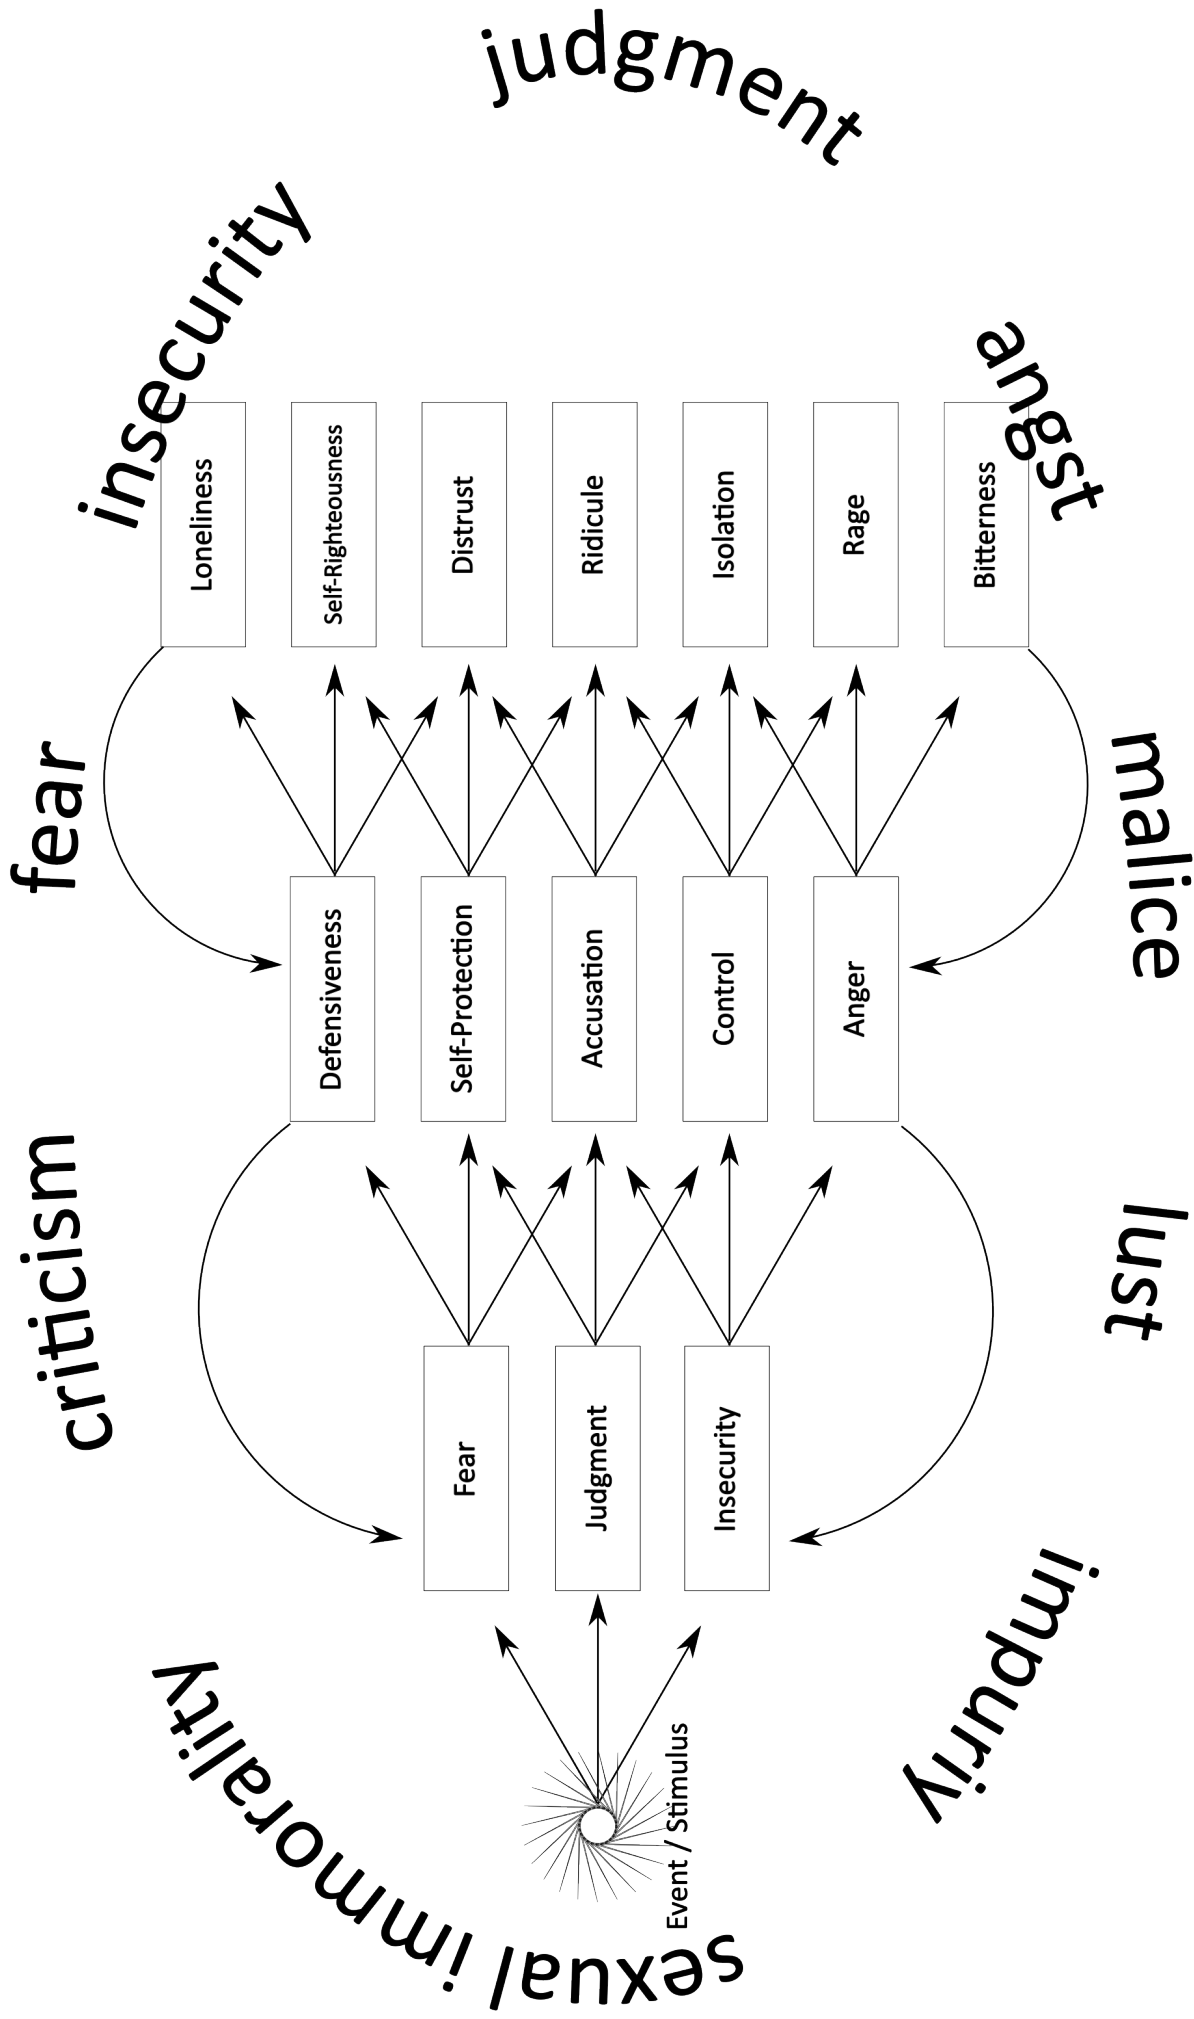 judgment
insecurity
angst
fear
malice
criticism
lust
sexual immorality
impuriy
Loneliness
Self-Righteousness
Distrust
Ridicule
Isolation
Rage
Bitterness
Defensiveness
Self-Protection
Accusation
Control
Anger
Fear
Judgment
Insecurity
Event / Stimulus